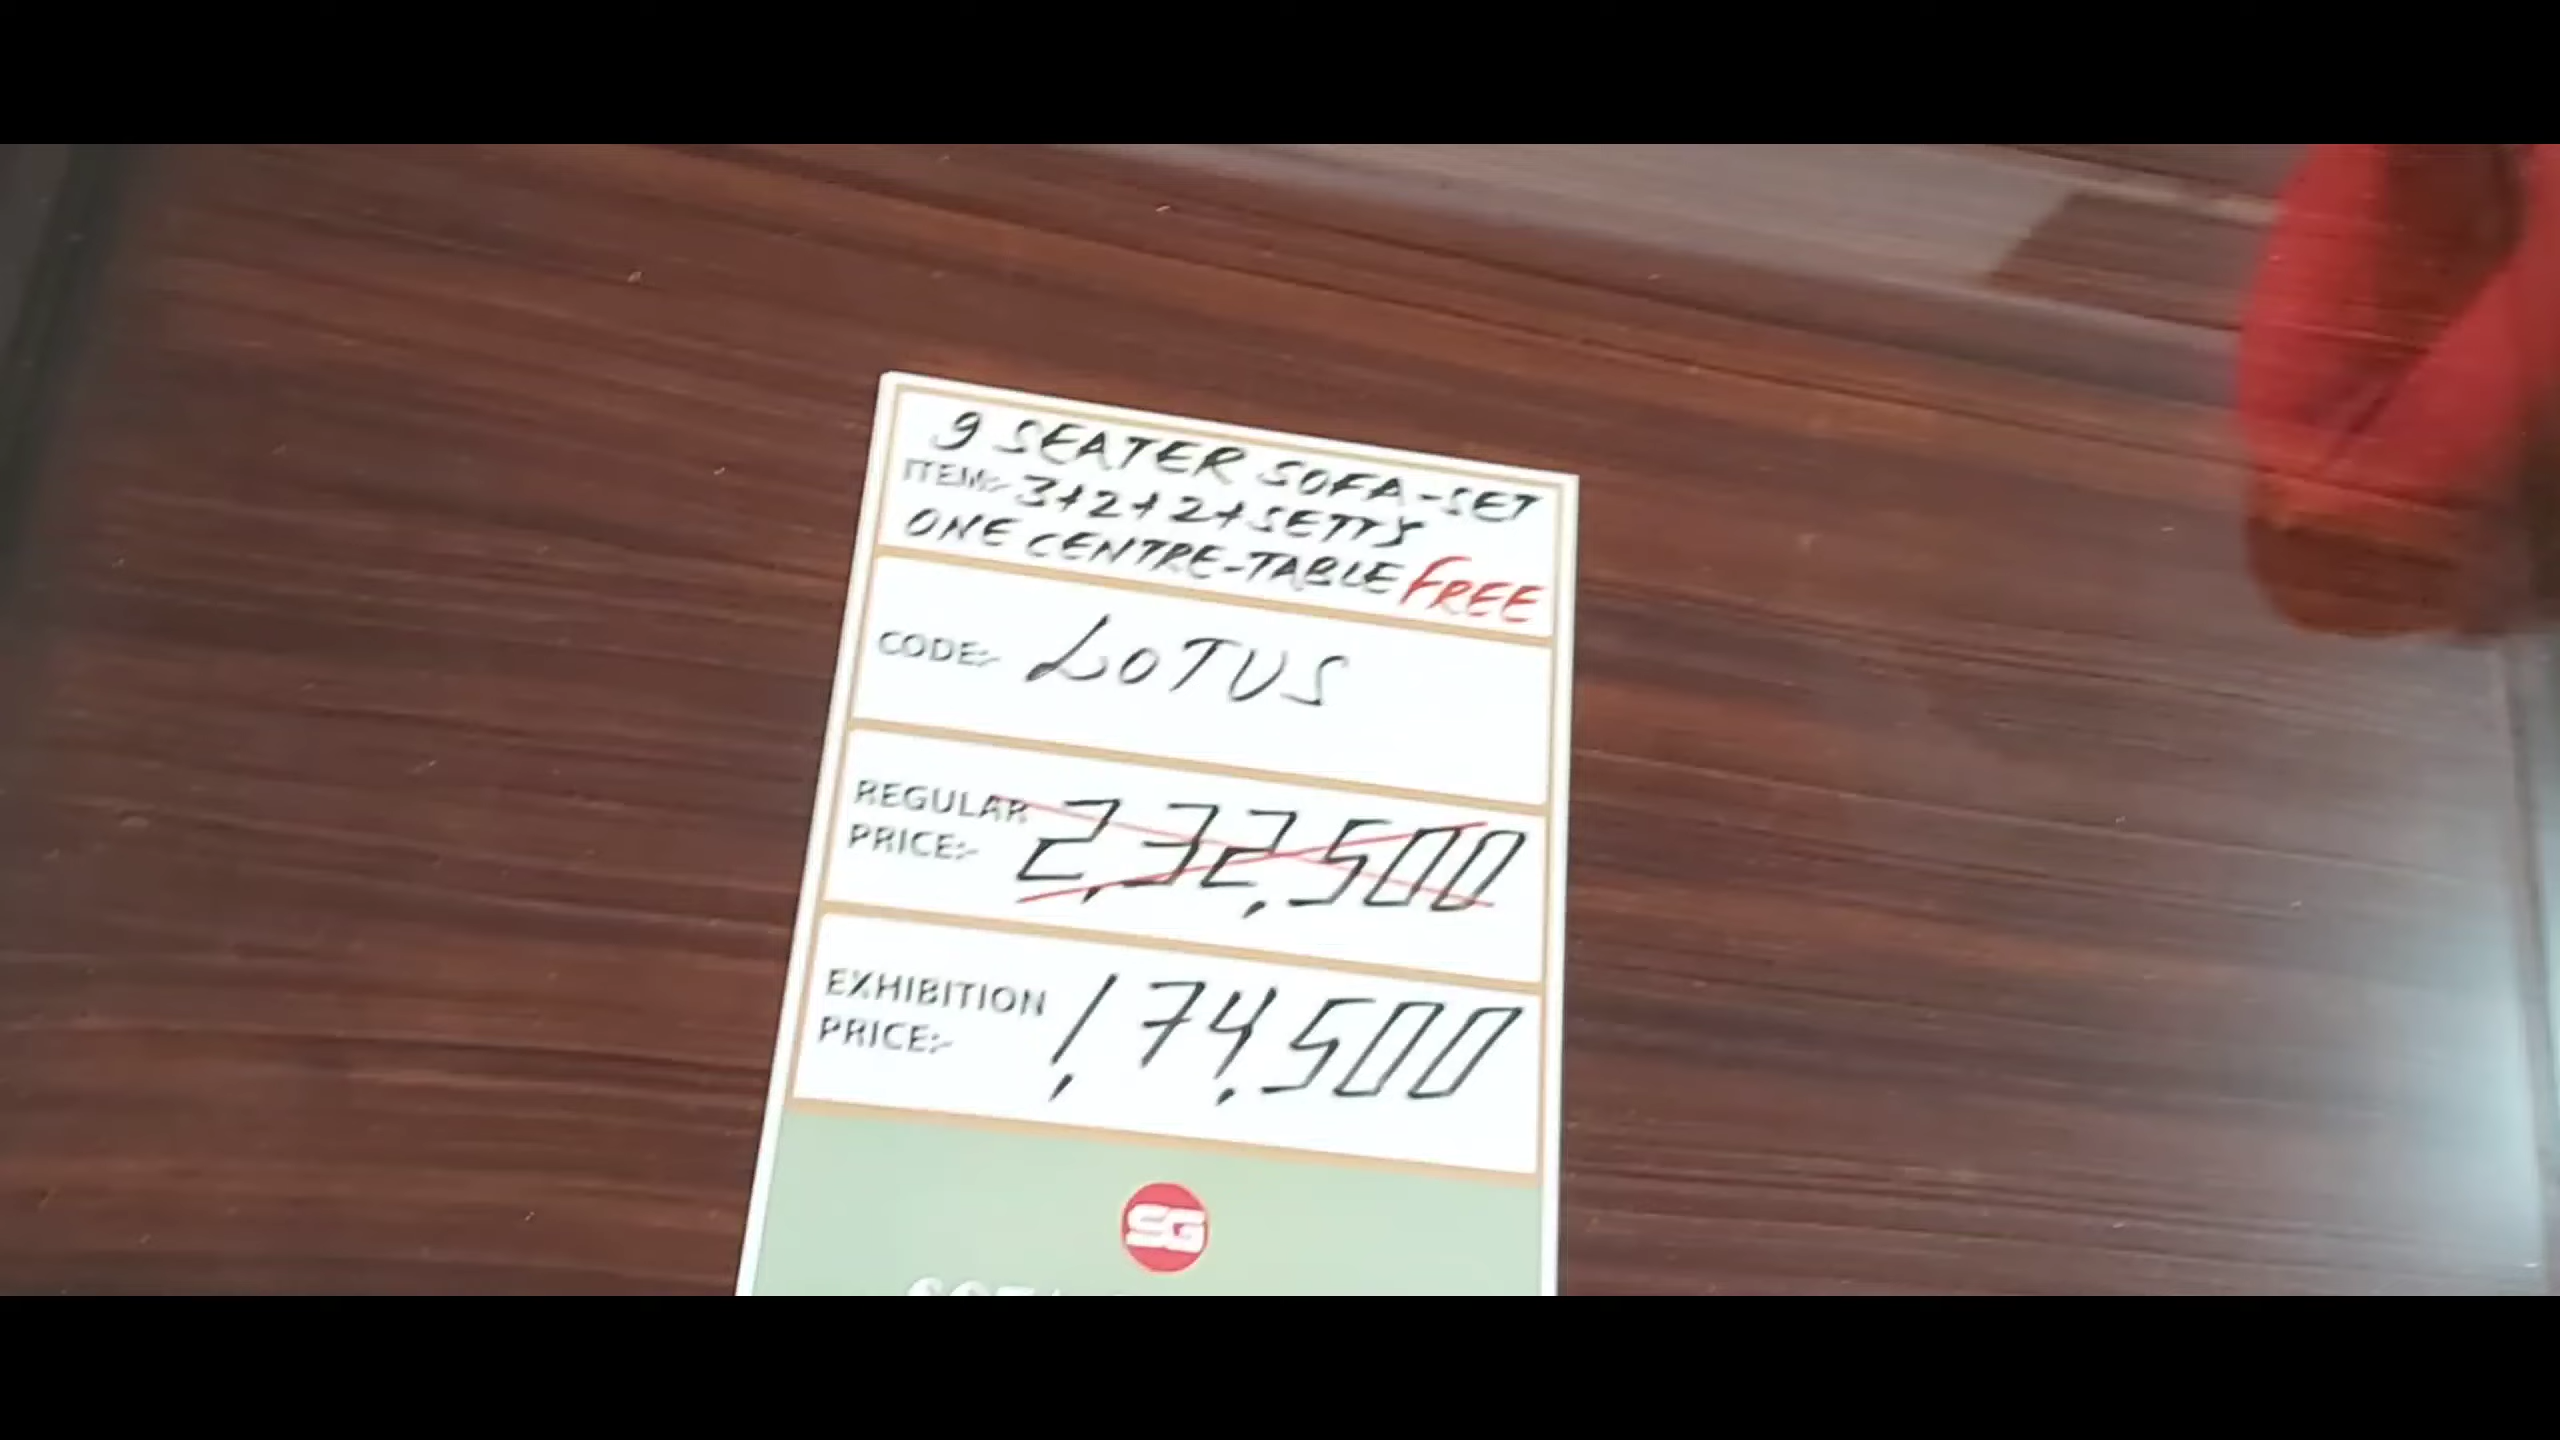 9 SEATER SOFA-SET
ITEM:- 3+2+2+SETTY
ONE CENTRE-TABLE FREE
CODE:- LOTUS
REGULAR PRICE:- 2,32,500
EXHIBITION PRICE:- 1,74,500
SG